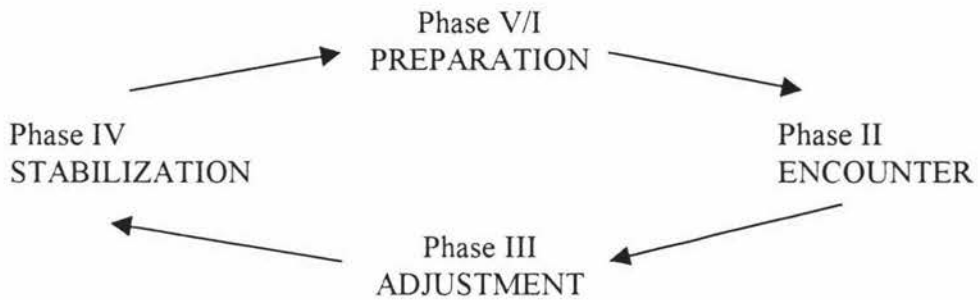 Phase V/I
PREPARATION
Phase IV
STABILIZATION
Phase II
ENCOUNTER
Phase III
ADJUSTMENT